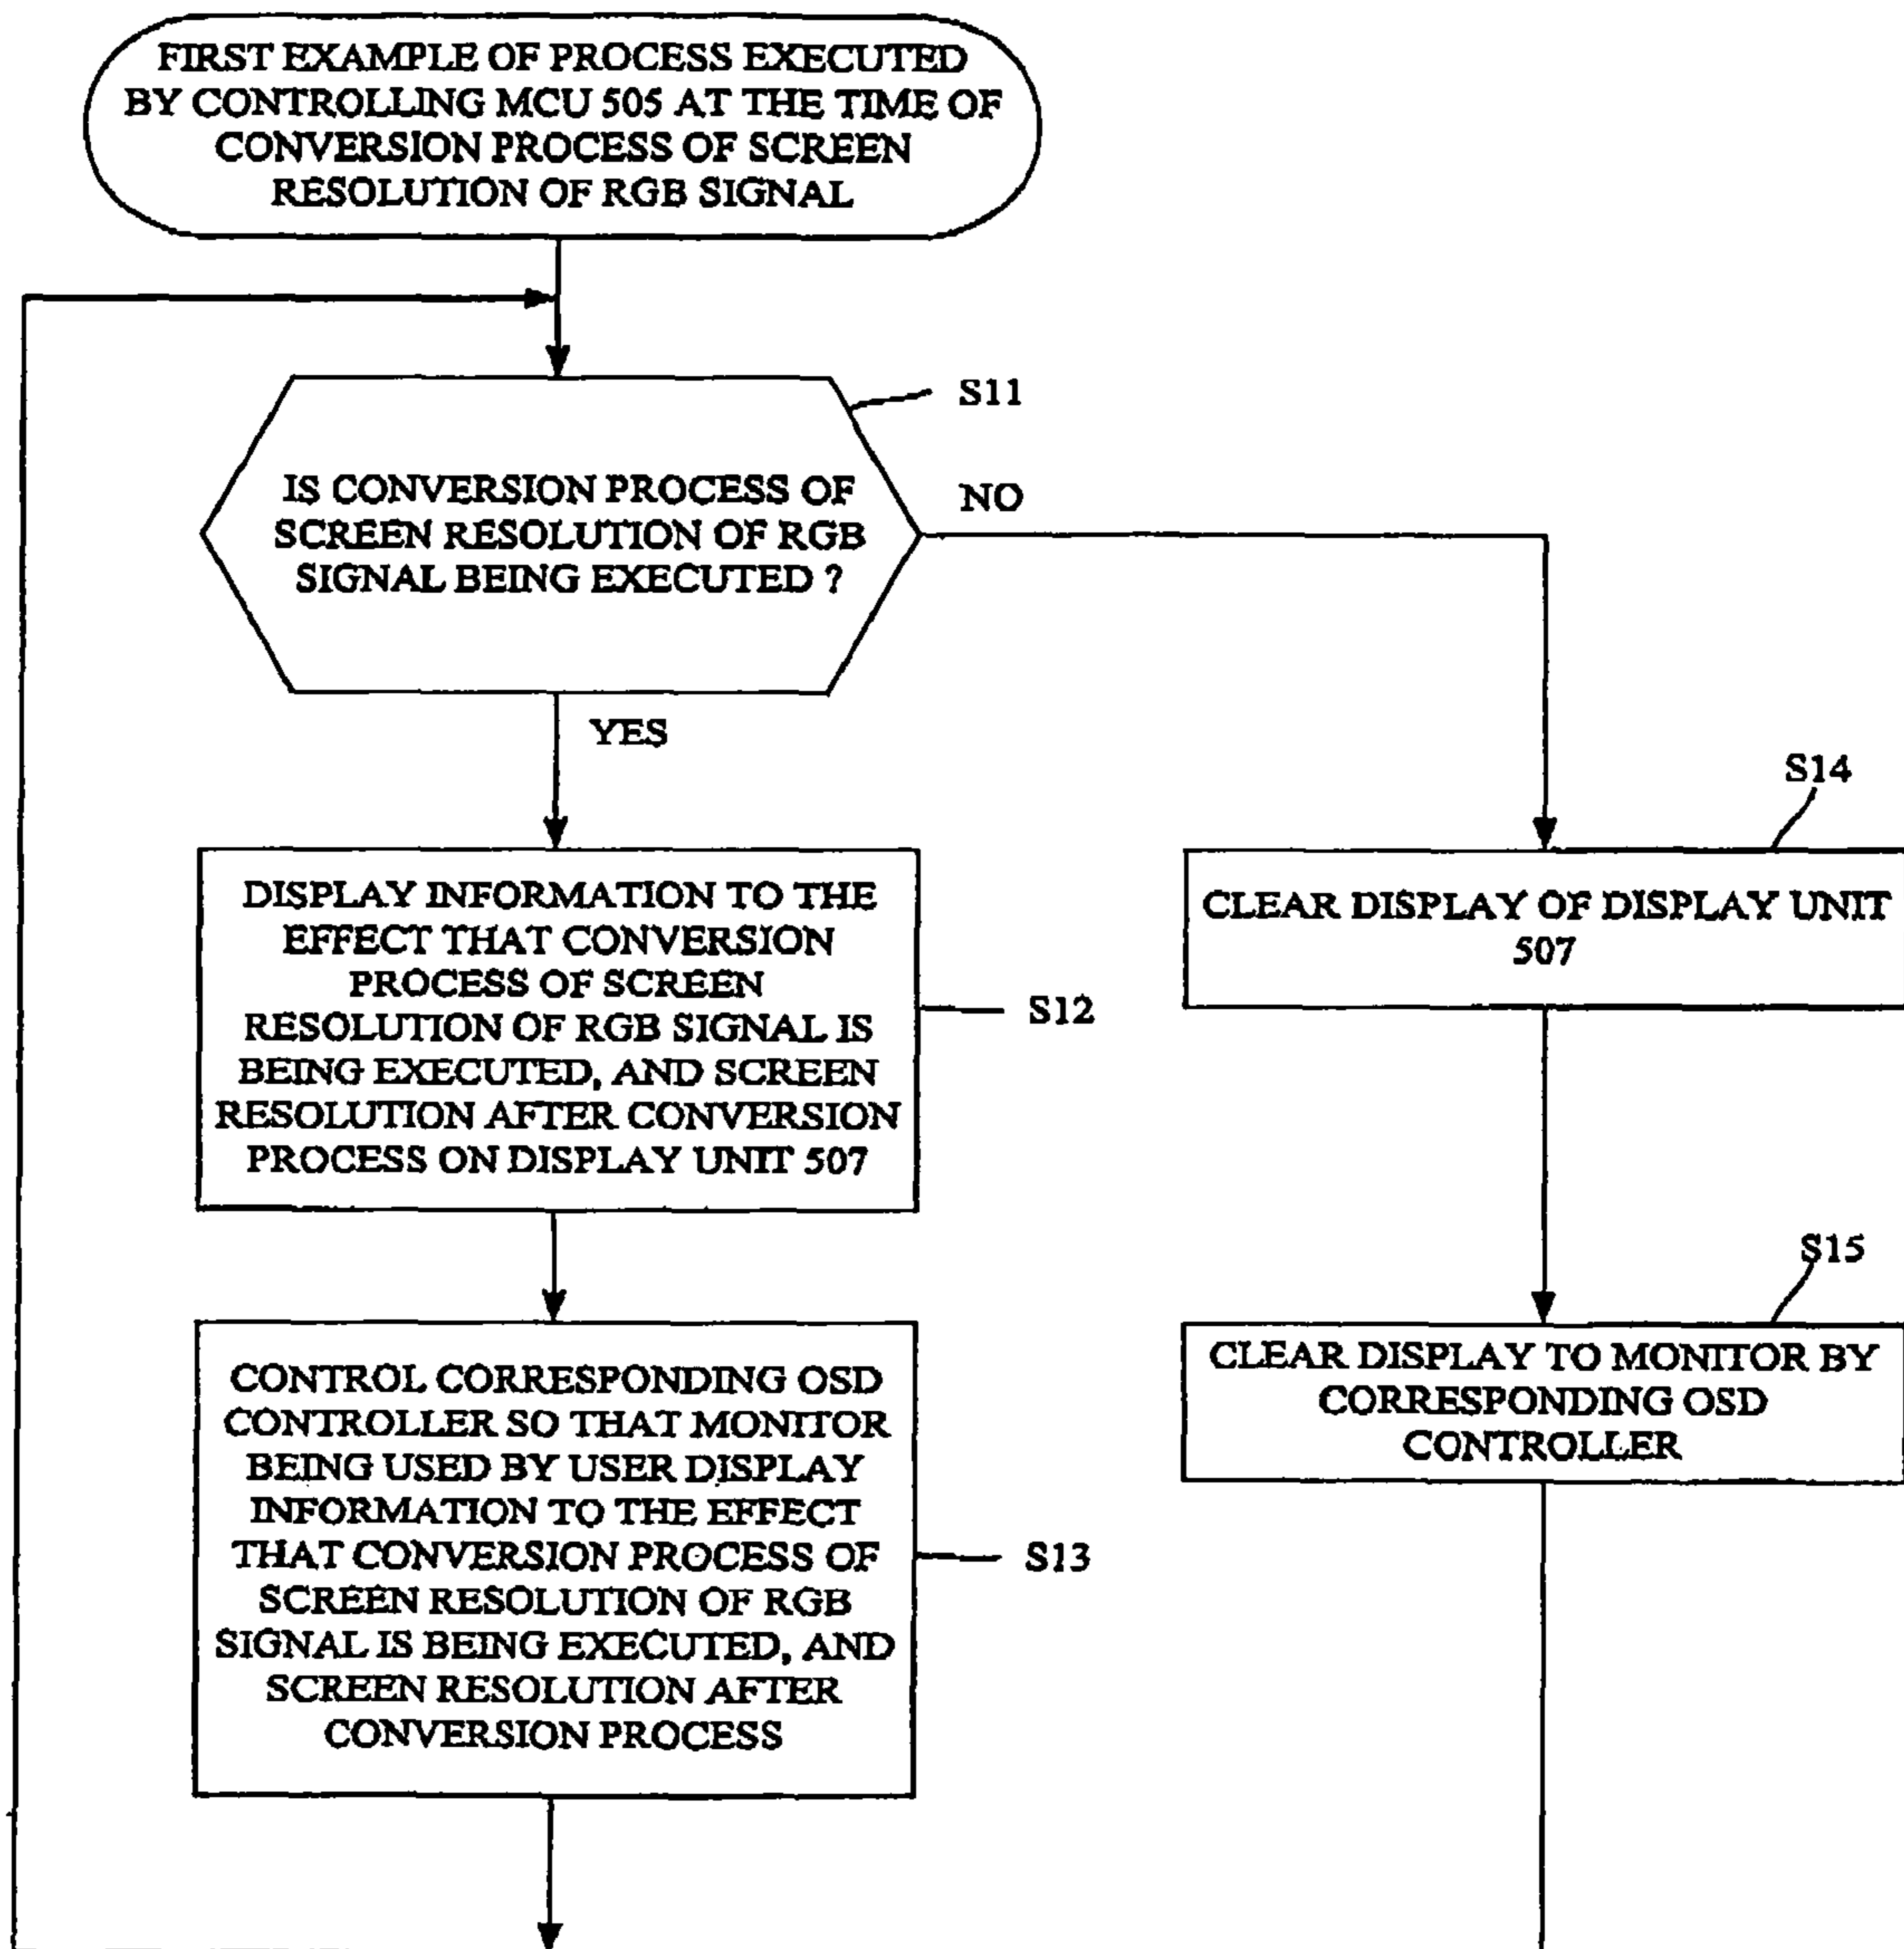 FIRST EXAMPLE OF PROCESS EXECUTED
BY CONTROLLING MCU 505 AT THE TIME OF
CONVERSION PROCESS OF SCREEN
RESOLUTION OF RGB SIGNAL
S11
IS CONVERSION PROCESS OF
SCREEN RESOLUTION OF RGB
SIGNAL BEING EXECUTED ?
NO
YES
S14
CLEAR DISPLAY OF DISPLAY UNIT
507
DISPLAY INFORMATION TO THE
EFFECT THAT CONVERSION
PROCESS OF SCREEN
RESOLUTION OF RGB SIGNAL IS
BEING EXECUTED, AND SCREEN
RESOLUTION AFTER CONVERSION
PROCESS ON DISPLAY UNIT 507
S12
S15
CLEAR DISPLAY TO MONITOR BY
CORRESPONDING OSD
CONTROLLER
CONTROL CORRESPONDING OSD
CONTROLLER SO THAT MONITOR
BEING USED BY USER DISPLAY
INFORMATION TO THE EFFECT
THAT CONVERSION PROCESS OF
SCREEN RESOLUTION OF RGB
SIGNAL IS BEING EXECUTED, AND
SCREEN RESOLUTION AFTER
CONVERSION PROCESS
S13